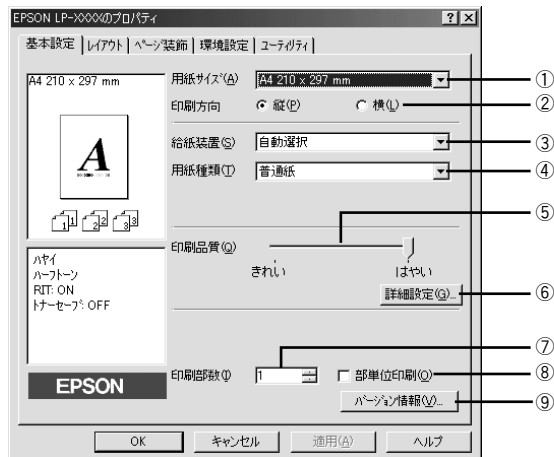 EPSON LP-XXXXのプロパティ
基本設定 レイアウト ページ装飾 環境設定 ユーティリティ
A4 210 x 297 mm
用紙サイズ(A) A4 210 x 297 mm ①
印刷方向 縦(P) 横(L) ②
給紙装置(S) 自動選択 ③
用紙種類(T) 普通紙 ④
A
1 1 2 2 3 3
⑤
印刷品質(Q)
きれい はやい
ハヤイ
ハーフトーン
RIT: ON
トナーセーブ: OFF
詳細設定(G)... ⑥
⑦
印刷部数(I) 1 部単位印刷(O) ⑧
EPSON
バージョン情報(V)... ⑨
OK キャンセル 適用(A) ヘルプ